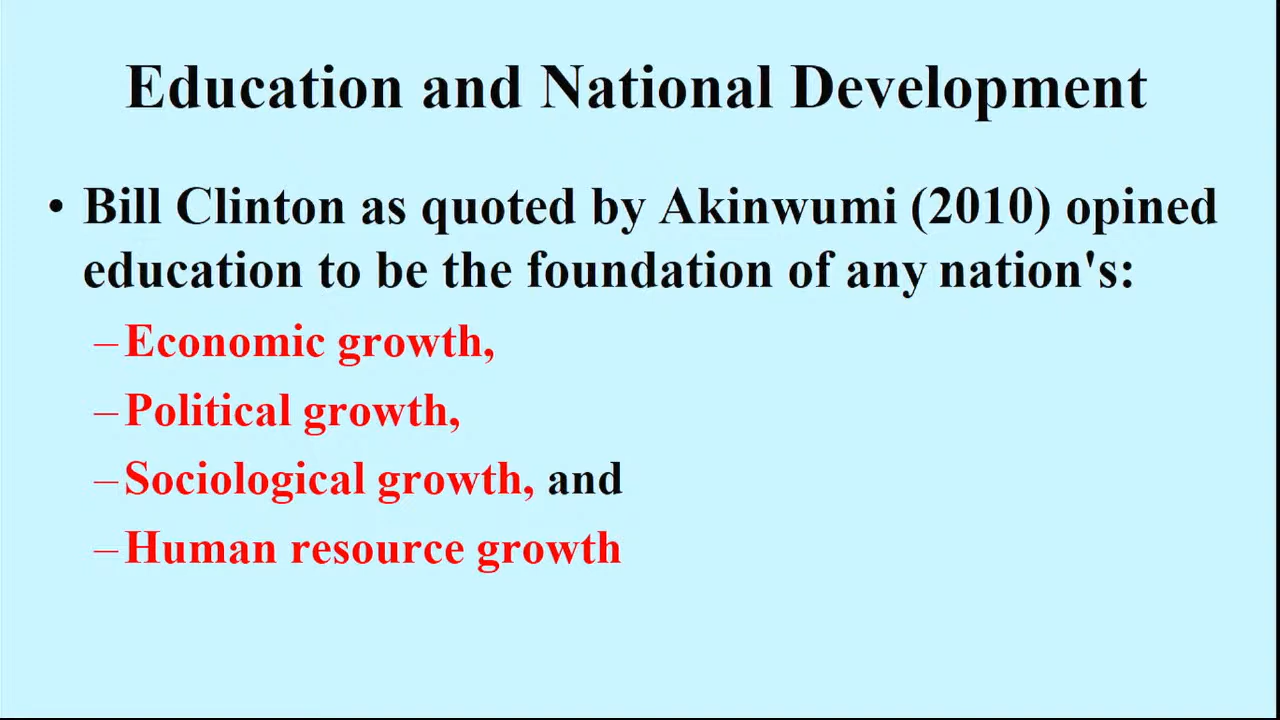 Education and National Development
• Bill Clinton as quoted by Akinwumi (2010) opined
education to be the foundation of any nation's:
–Economic growth,
–Political growth,
–Sociological growth, and
–Human resource growth